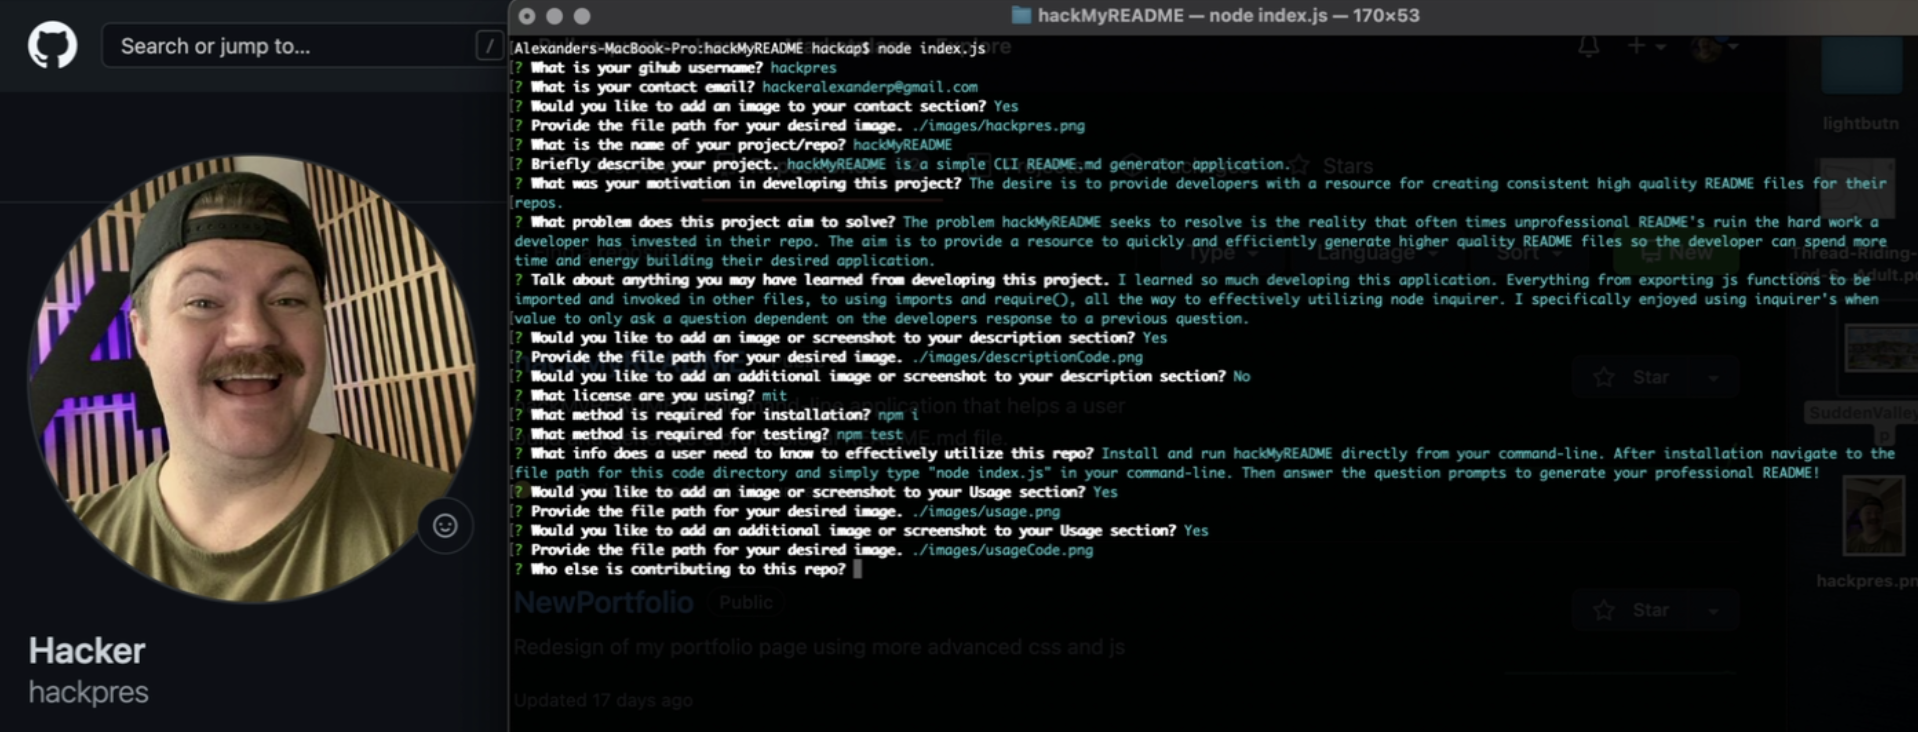 Search or jump to...
/
hackMyREADME — node index.js — 170×53
Alexanders-MacBook-Pro:hackMyREADME hackap$ node index.js
[? What is your gihub username? hackpres
[? What is your contact email? hackeralexanderp@gmail.com
[? Would you like to add an image to your contact section? Yes
[? Provide the file path for your desired image. ./images/hackpres.png
[? What is the name of your project/repo? hackMyREADME
[? Briefly describe your project. hackMyREADME is a simple CLI README.md generator application.
? What was your motivation in developing this project? The desire is to provide developers with a resource for creating consistent high quality README files for their
[repos.
? What problem does this project aim to solve? The problem hackMyREADME seeks to resolve is the reality that often times unprofessional README's ruin the hard work a
developer has invested in their repo. The aim is to provide a resource to quickly and efficiently generate higher quality README files so the developer can spend more
time and energy building their desired application.
? Talk about anything you may have learned from developing this project. I learned so much developing this application. Everything from exporting js functions to be
imported and invoked in other files, to using imports and require(), all the way to effectively utilizing node inquirer. I specifically enjoyed using inquirer's when
[value to only ask a question dependent on the developers response to a previous question.
? Would you like to add an image or screenshot to your description section? Yes
[? Provide the file path for your desired image. ./images/descriptionCode.png
[? Would you like to add an additional image or screenshot to your description section? No
[? What license are you using? mit
[? What method is required for installation? npm i
[? What method is required for testing? npm test
? What info does a user need to know to effectively utilize this repo? Install and run hackMyREADME directly from your command-line. After installation navigate to the
[file path for this code directory and simply type "node index.js" in your command-line. Then answer the question prompts to generate your professional README!
[? Would you like to add an image or screenshot to your Usage section? Yes
[? Provide the file path for your desired image. ./images/usage.png
[? Would you like to add an additional image or screenshot to your Usage section? Yes
[? Provide the file path for your desired image. ./images/usageCode.png
? Who else is contributing to this repo?
Stars
Type
Language
Sort
New
Star
NewPortfolio
Public
Star
Redesign of my portfolio page using more advanced css and js
Updated 17 days ago
Hacker
hackpres
lightbutn
Thread-Riding-
SuddenValley
hackpres.pn